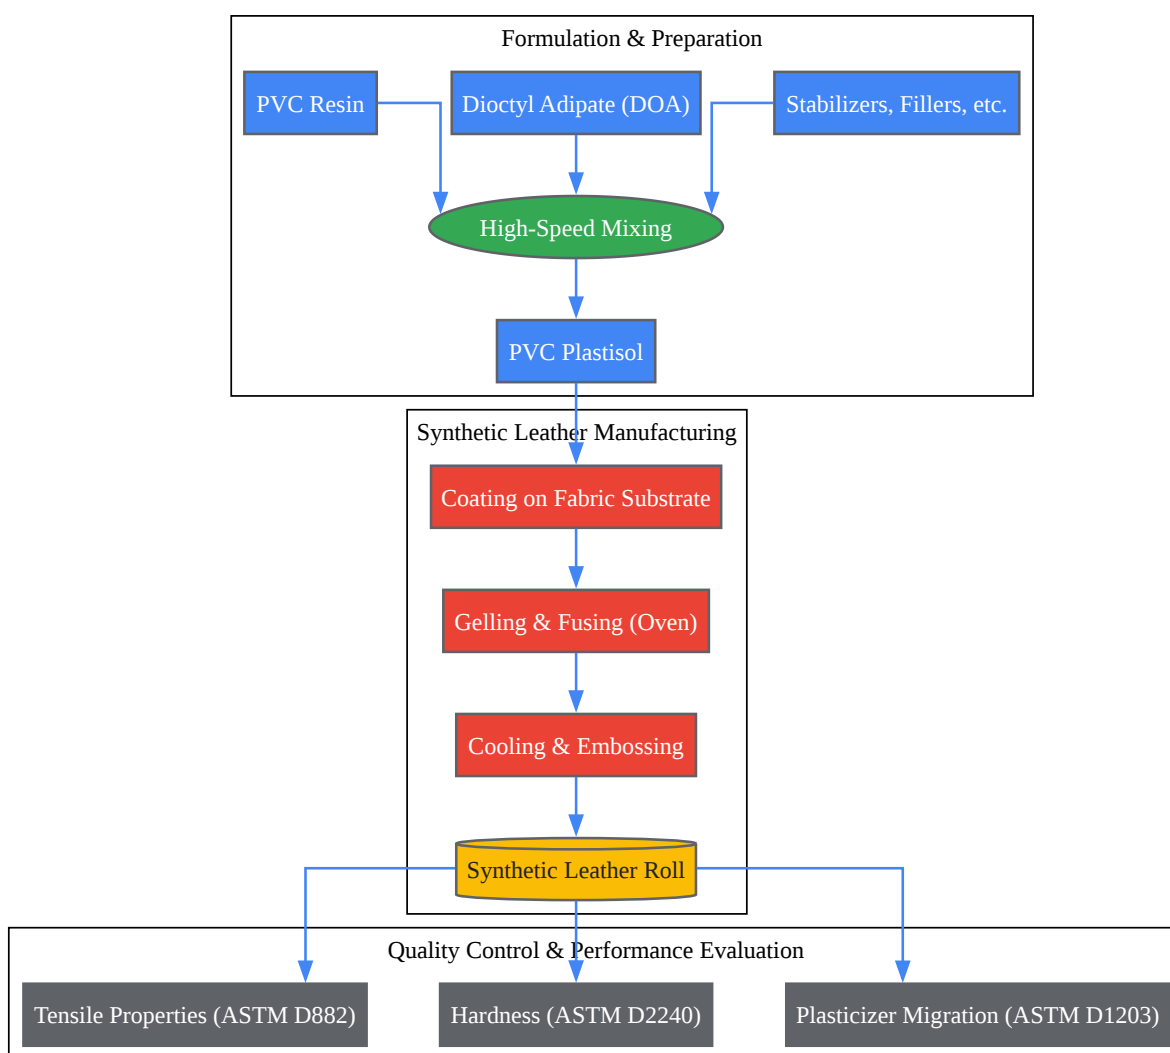 Formulation & Preparation
PVC Resin
Dioctyl Adipate (DOA)
Stabilizers, Fillers, etc.
High-Speed Mixing
PVC Plastisol
Synthetic Leather Manufacturing
Coating on Fabric Substrate
Gelling & Fusing (Oven)
Cooling & Embossing
Synthetic Leather Roll
Quality Control & Performance Evaluation
Tensile Properties (ASTM D882)
Hardness (ASTM D2240)
Plasticizer Migration (ASTM D1203)